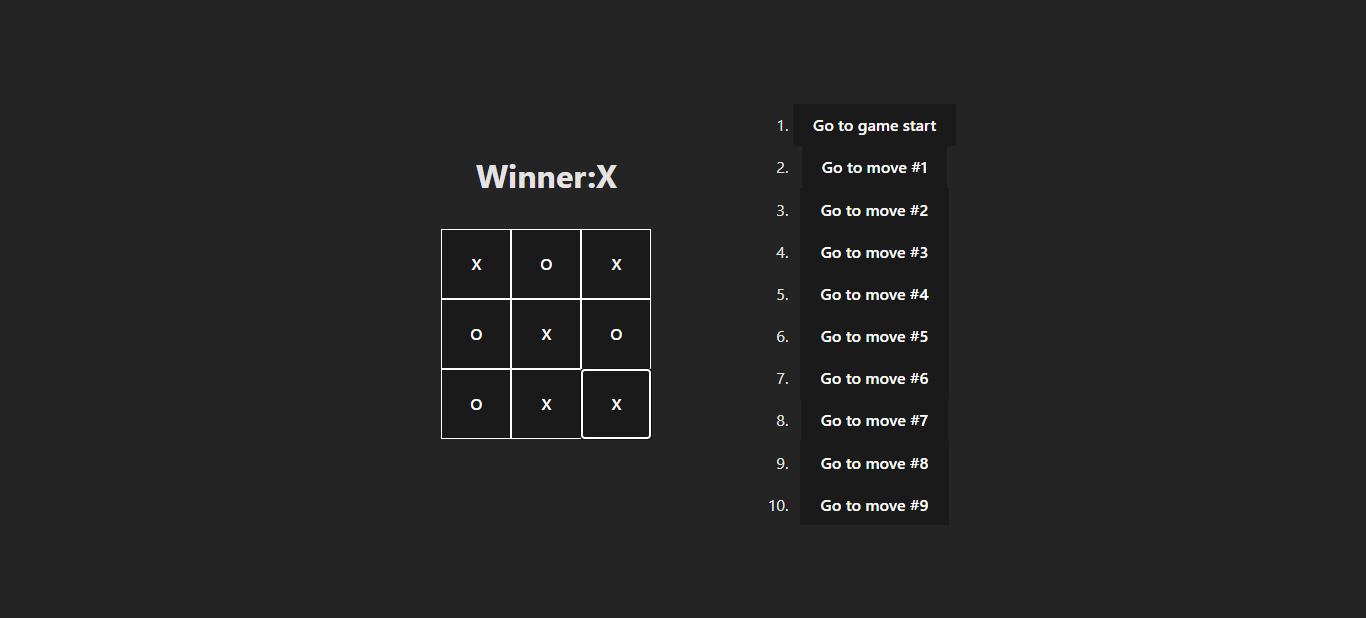 Winner:X
X O X
O X O
O X X
1. Go to game start
2. Go to move #1
3. Go to move #2
4. Go to move #3
5. Go to move #4
6. Go to move #5
7. Go to move #6
8. Go to move #7
9. Go to move #8
10. Go to move #9